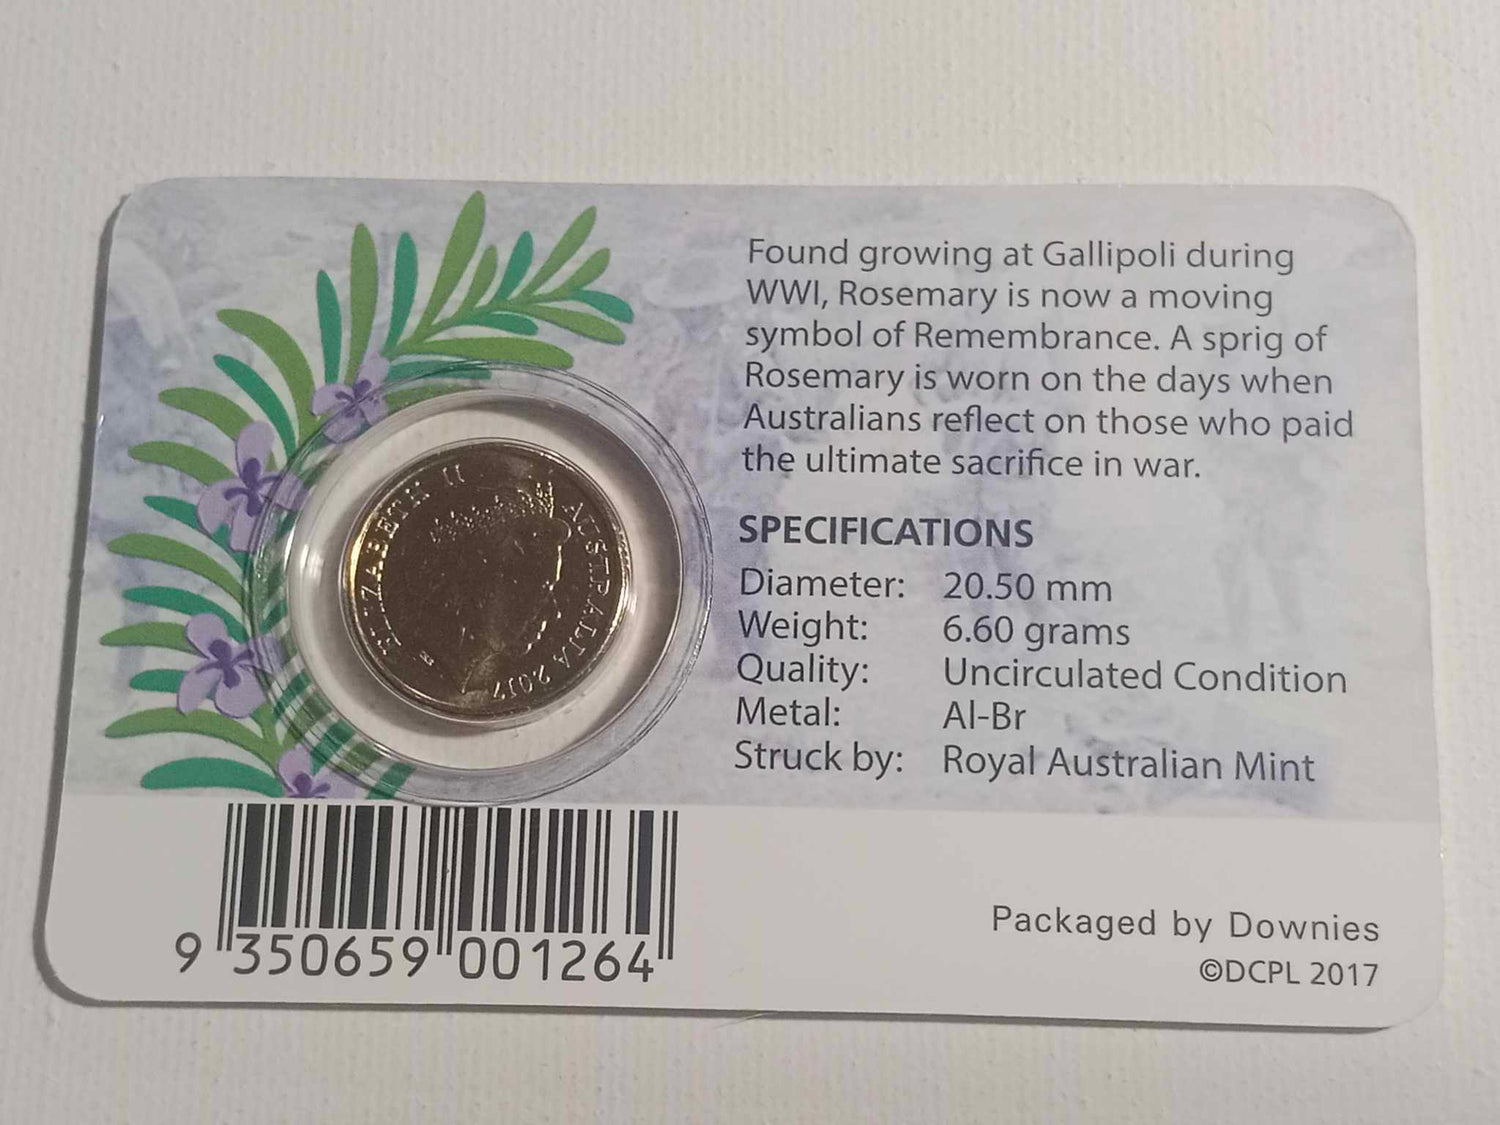 Found growing at Gallipoli during
WWI, Rosemary is now a moving
symbol of Remembrance. A sprig of
Rosemary is worn on the days when
Australians reflect on those who paid
the ultimate sacrifice in war.
SPECIFICATIONS
Diameter: 20.50 mm
Weight: 6.60 grams
Quality: Uncirculated Condition
Metal: Al-Br
Struck by: Royal Australian Mint
ELIZABETH II
AUSTRALIA 2017
9 350659 001264
Packaged by Downies
©DCPL 2017